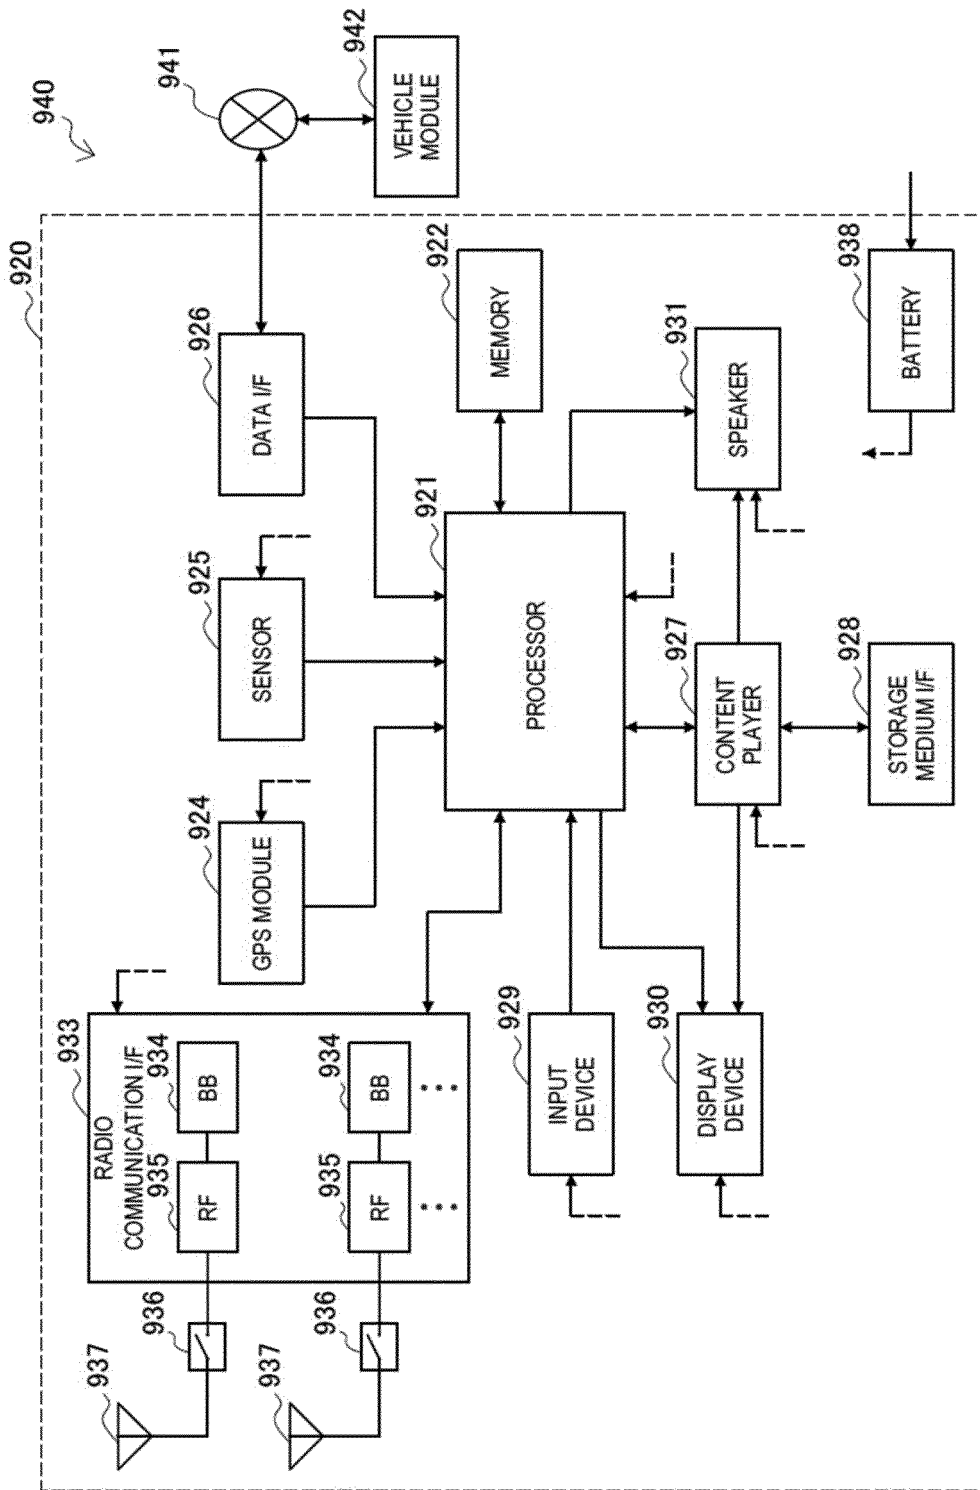 940
941
942
VEHICLE
MODULE
920
937
936
933
RADIO
COMMUNICATION I/F
935
RF
934
BB
937
936
935
RF
934
BB
924
GPS MODULE
925
SENSOR
926
DATA I/F
921
PROCESSOR
922
MEMORY
929
INPUT
DEVICE
930
DISPLAY
DEVICE
927
CONTENT
PLAYER
931
SPEAKER
928
STORAGE
MEDIUM I/F
938
BATTERY